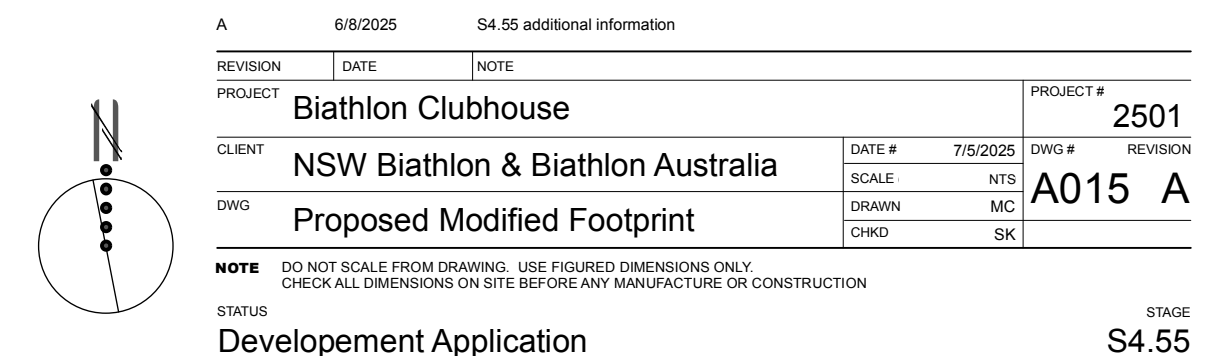 A 6/8/2025 S4.55 additional information
REVISION DATE NOTE
PROJECT Biathlon Clubhouse PROJECT # 2501
CLIENT NSW Biathlon & Biathlon Australia DATE # 7/5/2025 DWG # REVISION
SCALE NTS A015 A
DWG Proposed Modified Footprint DRAWN MC
CHKD SK
NOTE DO NOT SCALE FROM DRAWING. USE FIGURED DIMENSIONS ONLY.
CHECK ALL DIMENSIONS ON SITE BEFORE ANY MANUFACTURE OR CONSTRUCTION
STATUS STAGE
Developement Application S4.55